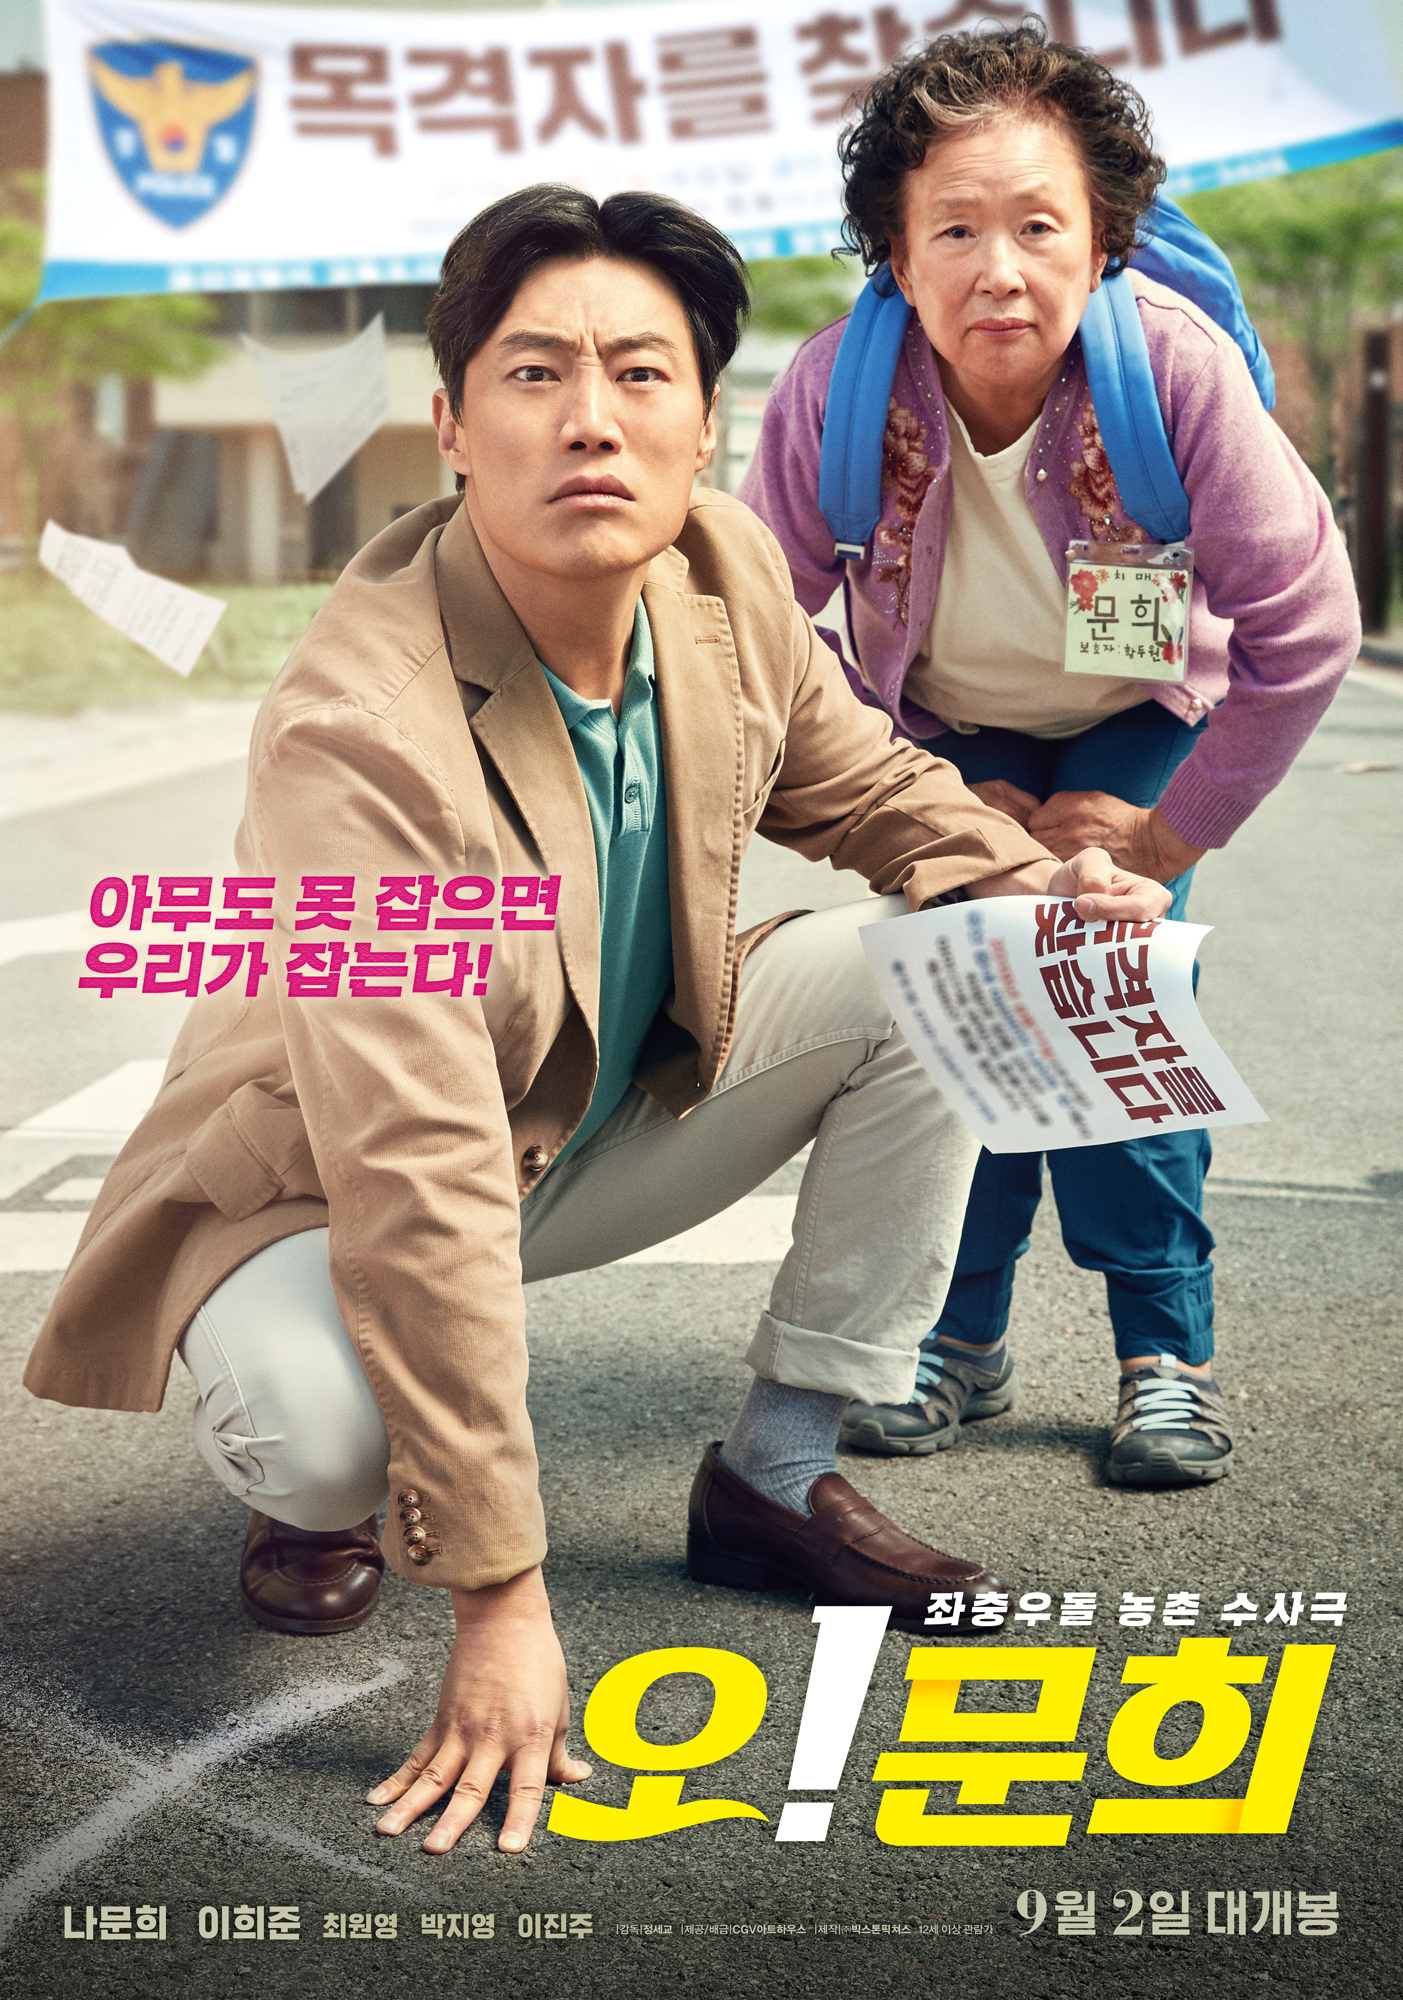 목격자를 찾습니다
POLICE
치매
문희
보호자: 황두원
아무도 못 잡으면
우리가 잡는다!
목격자를
찾습니다
좌충우돌 농촌 수사극
오!문희
나문희 이희준 최원영 박지영 이진주 |감독|정세교 |제공/배급|CGV아트하우스 |제작|㈜빅스톤픽쳐스 12세 이상 관람가
9월 2일 대개봉